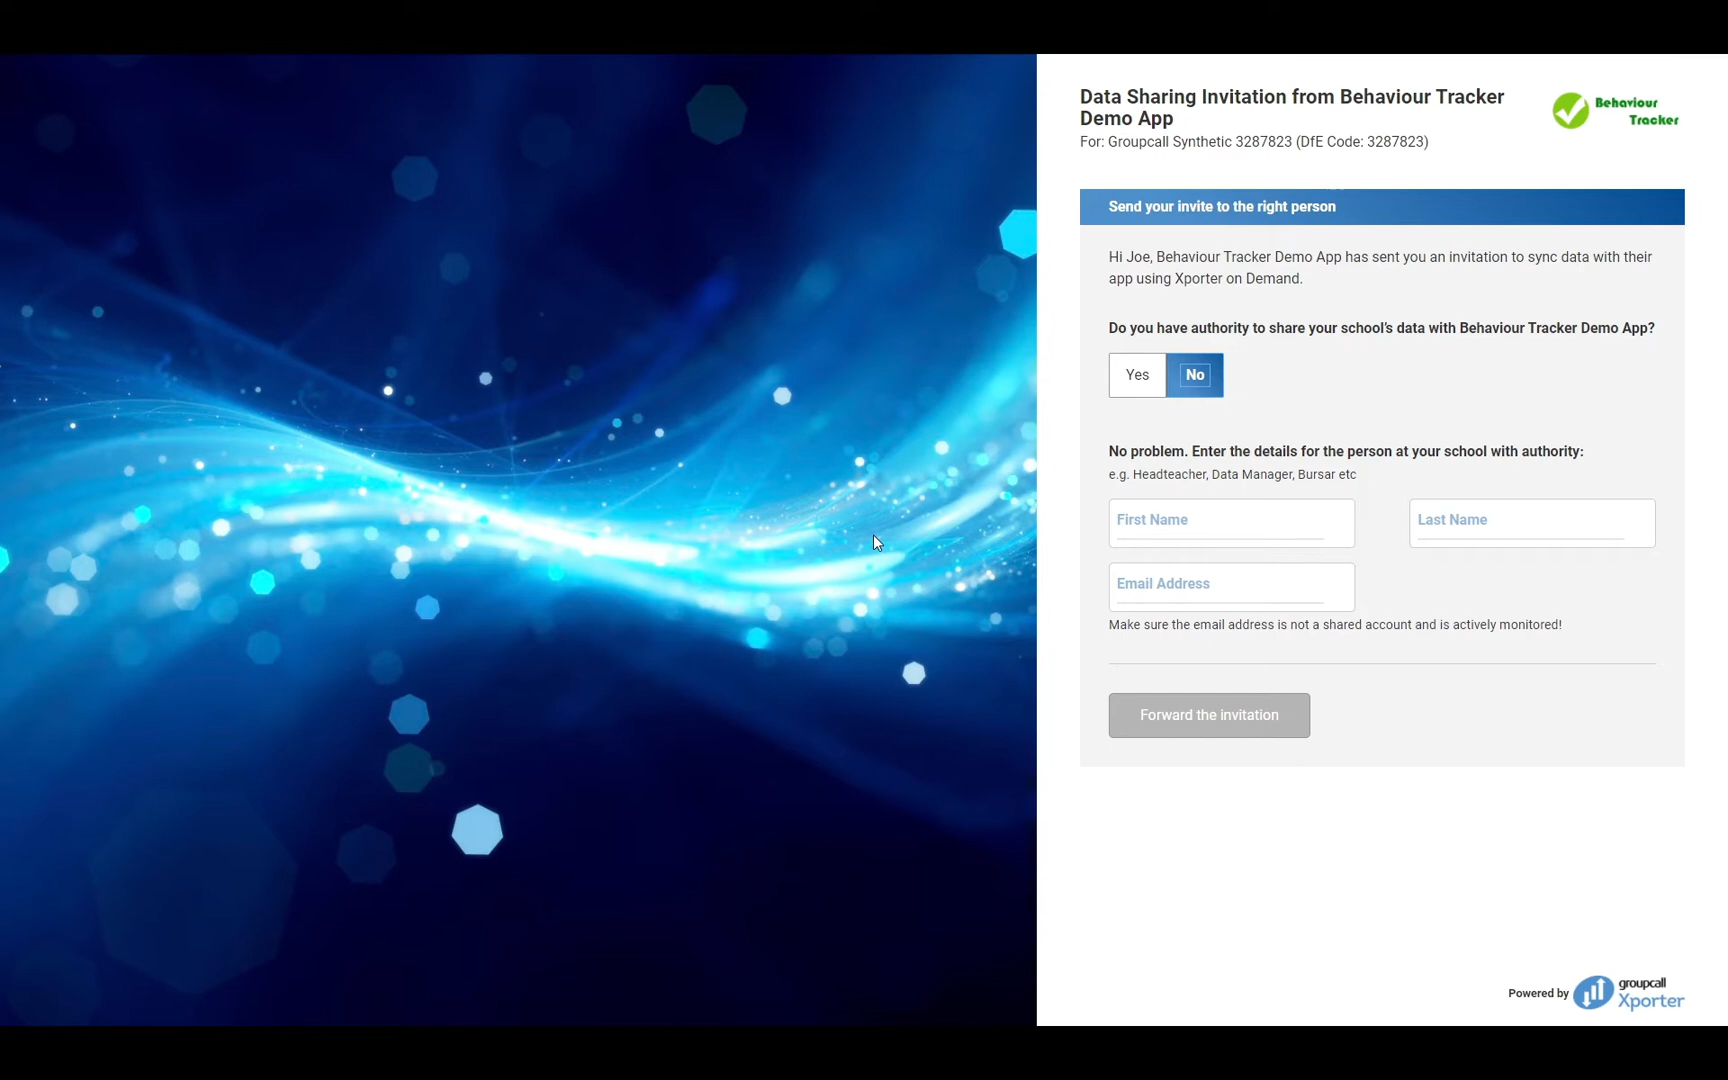 Data Sharing Invitation from Behaviour Tracker
Demo App
For: Groupcall Synthetic 3287823 (DfE Code: 3287823)
Behaviour
Tracker
Send your invite to the right person
Hi Joe, Behaviour Tracker Demo App has sent you an invitation to sync data with their
app using Xporter on Demand.
Do you have authority to share your school's data with Behaviour Tracker Demo App?
Yes No
No problem. Enter the details for the person at your school with authority:
e.g. Headteacher, Data Manager, Bursar etc
First Name Last Name
Email Address
Make sure the email address is not a shared account and is actively monitored!
Forward the invitation
Powered by groupcall
Xporter